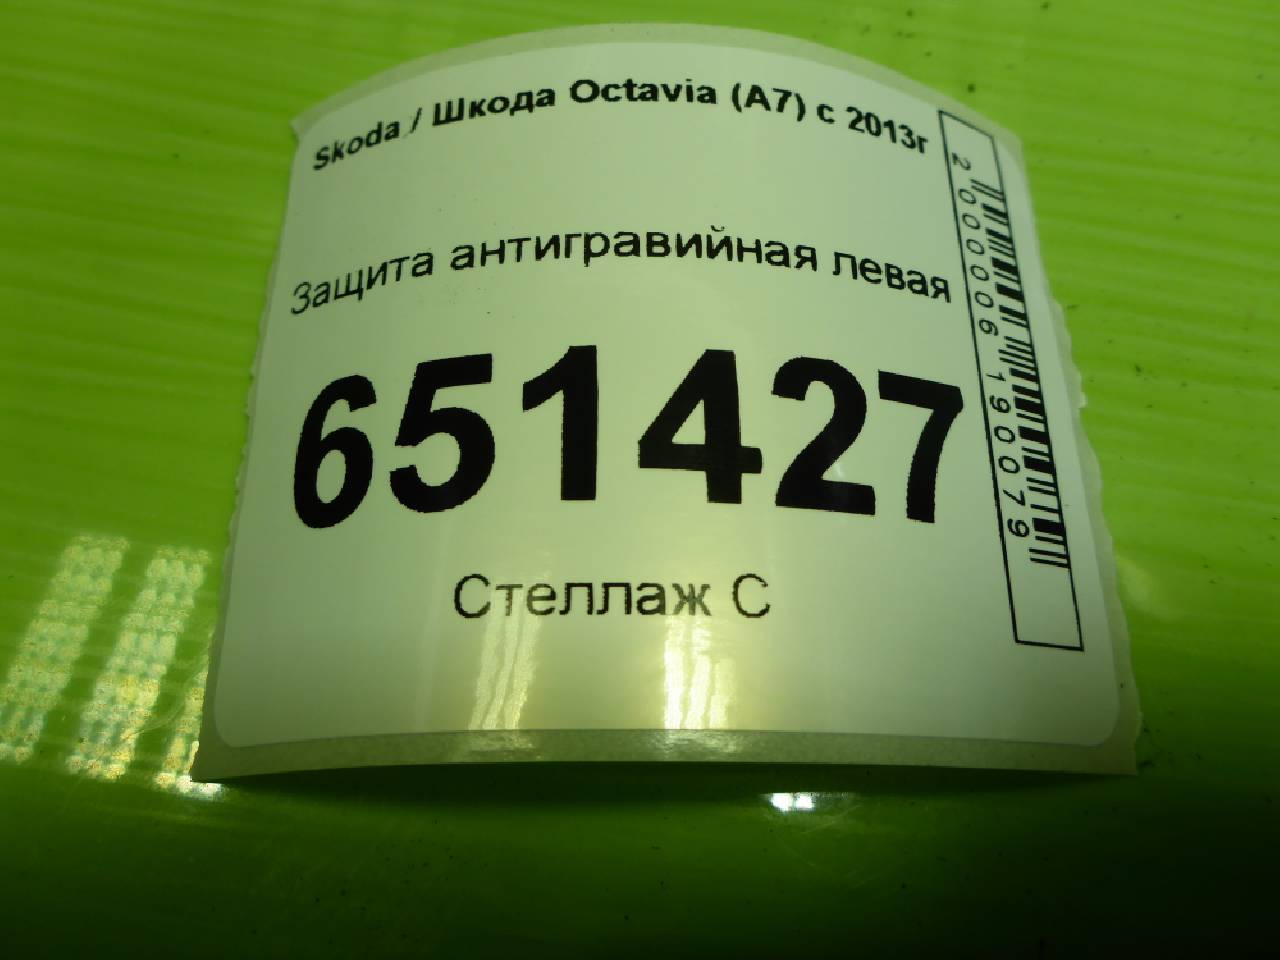 Skoda / Шкода Octavia (A7) с 2013г
Защита антигравийная левая
651427
Стеллаж С
2000006190079